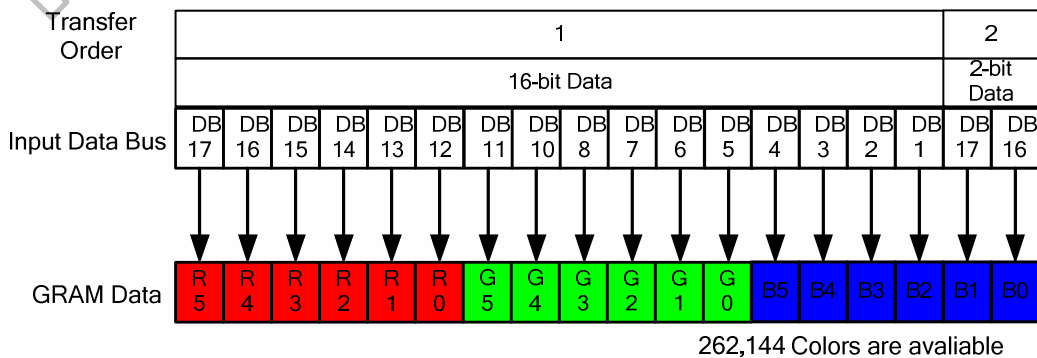 Transfer Order 1 2
16-bit Data 2-bit Data
Input Data Bus DB 17 DB 16 DB 15 DB 14 DB 13 DB 12 DB 11 DB 10 DB 8 DB 7 DB 6 DB 5 DB 4 DB 3 DB 2 DB 1 DB 17 DB 16
GRAM Data R 5 R 4 R 3 R 2 R 1 R 0 G 5 G 4 G 3 G 2 G 1 G 0 B5 B4 B3 B2 B1 B0
262,144 Colors are avaliable